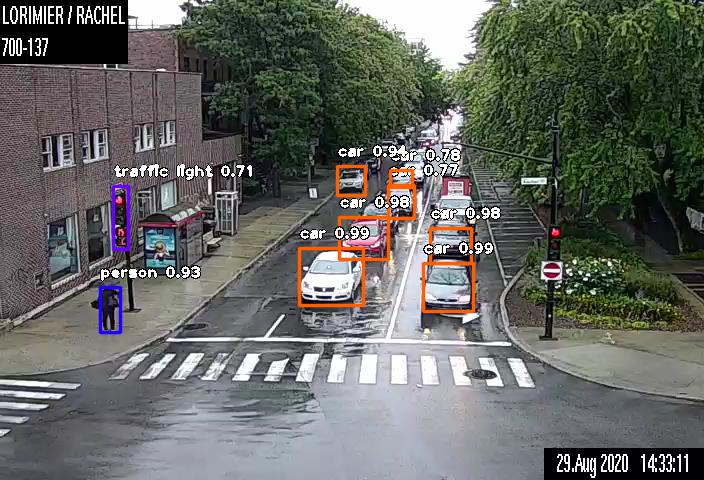 LORIMIER / RACHEL
700-137
car 0.94
car 0.78
car 0.77
traffic light 0.71
car 0.98
car 0.98
car 0.99
car 0.99
person 0.93
29.Aug 2020 14:33:11